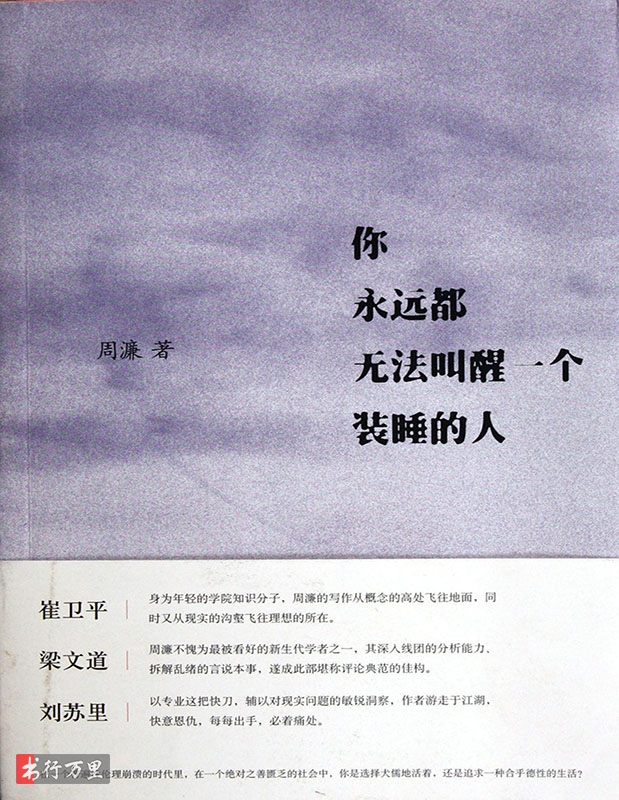 你
永远都
无法叫醒一个
装睡的人
周濂 著
崔卫平
身为年轻的学院知识分子，周濂的写作从概念的高处飞往地面，同
时又从现实的沟壑飞往理想的所在。
梁文道
周濂不愧为最被看好的新生代学者之一，其深入线团的分析能力、
拆解乱绪的言说本事，遂成此部堪称评论典范的佳构。
刘苏里
以专业这把快刀，辅以对现实问题的敏锐洞察，作者游走于江湖，
快意恩仇，每每出手，必着痛处。
书行万里
伦理崩溃的时代里，在一个绝对之善匮乏的社会中，你是选择犬儒地活着，还是追求一种合乎德性的生活？